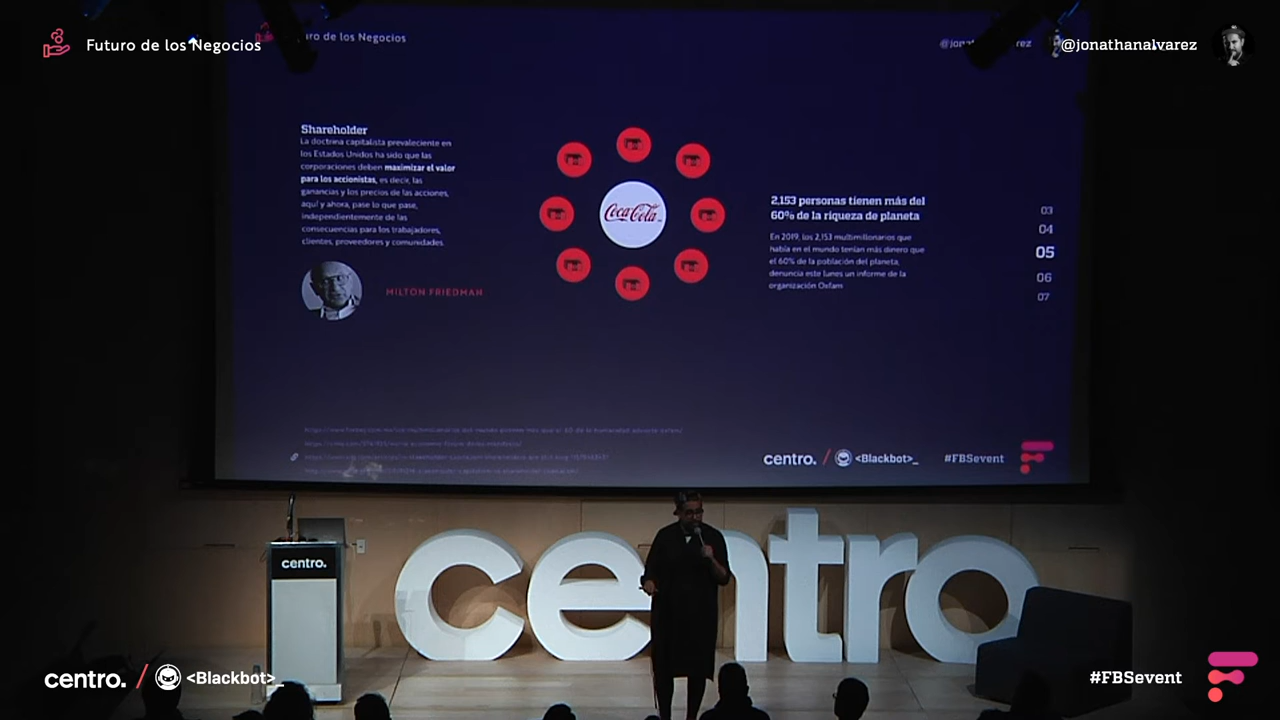 Futuro de los Negocios
uro de los Negocios
@jonathanalvarez
Shareholder
La doctrina capitalista prevaleciente en
los Estados Unidos ha sido que las
corporaciones deben maximizar el valor
para los accionistas, es decir, las
ganancias y los precios de las acciones,
aquí y ahora, pase lo que pase,
independientemente de las
consecuencias para los trabajadores,
clientes, proveedores y comunidades.
MILTON FRIEDMAN
Coca-Cola
2,153 personas tienen más del
60% de la riqueza de planeta
En 2019, los 2,153 multimillonarios que
había en el mundo tenían más dinero que
el 60% de la población del planeta,
denuncia este lunes un informe de la
organización Oxfam
03
04
05
06
07
centro. / <Blackbot>_
#FBSevent
centro.
centro
centro. / <Blackbot>_
#FBSevent